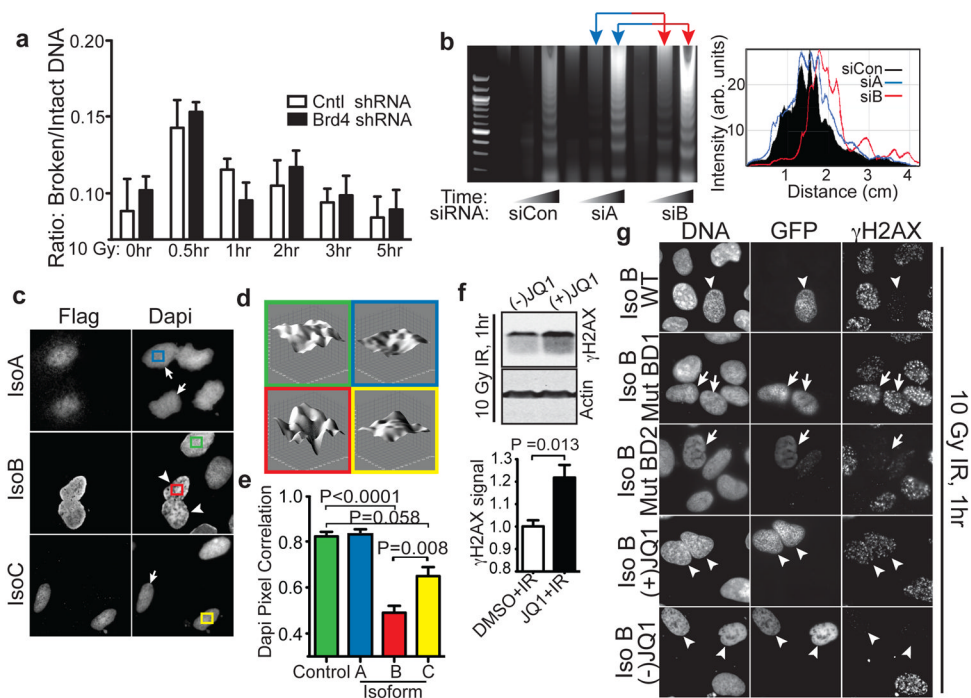 a
Ratio: Broken/Intact DNA
0.20
0.15
0.10
Cntl shRNA
Brd4 shRNA
10 Gy: 0hr 0.5hr 1hr 2hr 3hr 5hr
b
Time:
siRNA: siCon siA siB
Intensity (arb. units)
20
10
siCon
siA
siB
1 2 3 4
Distance (cm)
c
Flag Dapi
IsoA
IsoB
IsoC
d
e
Dapi Pixel Correlation
1.0
0.8
0.6
0.4
P<0.0001
P=0.058
P=0.008
Control A B C
Isoform
f
(-)JQ1 (+)JQ1
10 Gy IR, 1hr
γH2AX
Actin
P =0.013
γH2AX signal
1.3
1.2
1.1
1.0
0.9
0.8
DMSO+IR JQ1+IR
g
DNA GFP γH2AX
Iso B
WT
Iso B
Mut BD1
Iso B
Mut BD2
Iso B
(+)JQ1
Iso B
(-)JQ1
10 Gy IR, 1hr